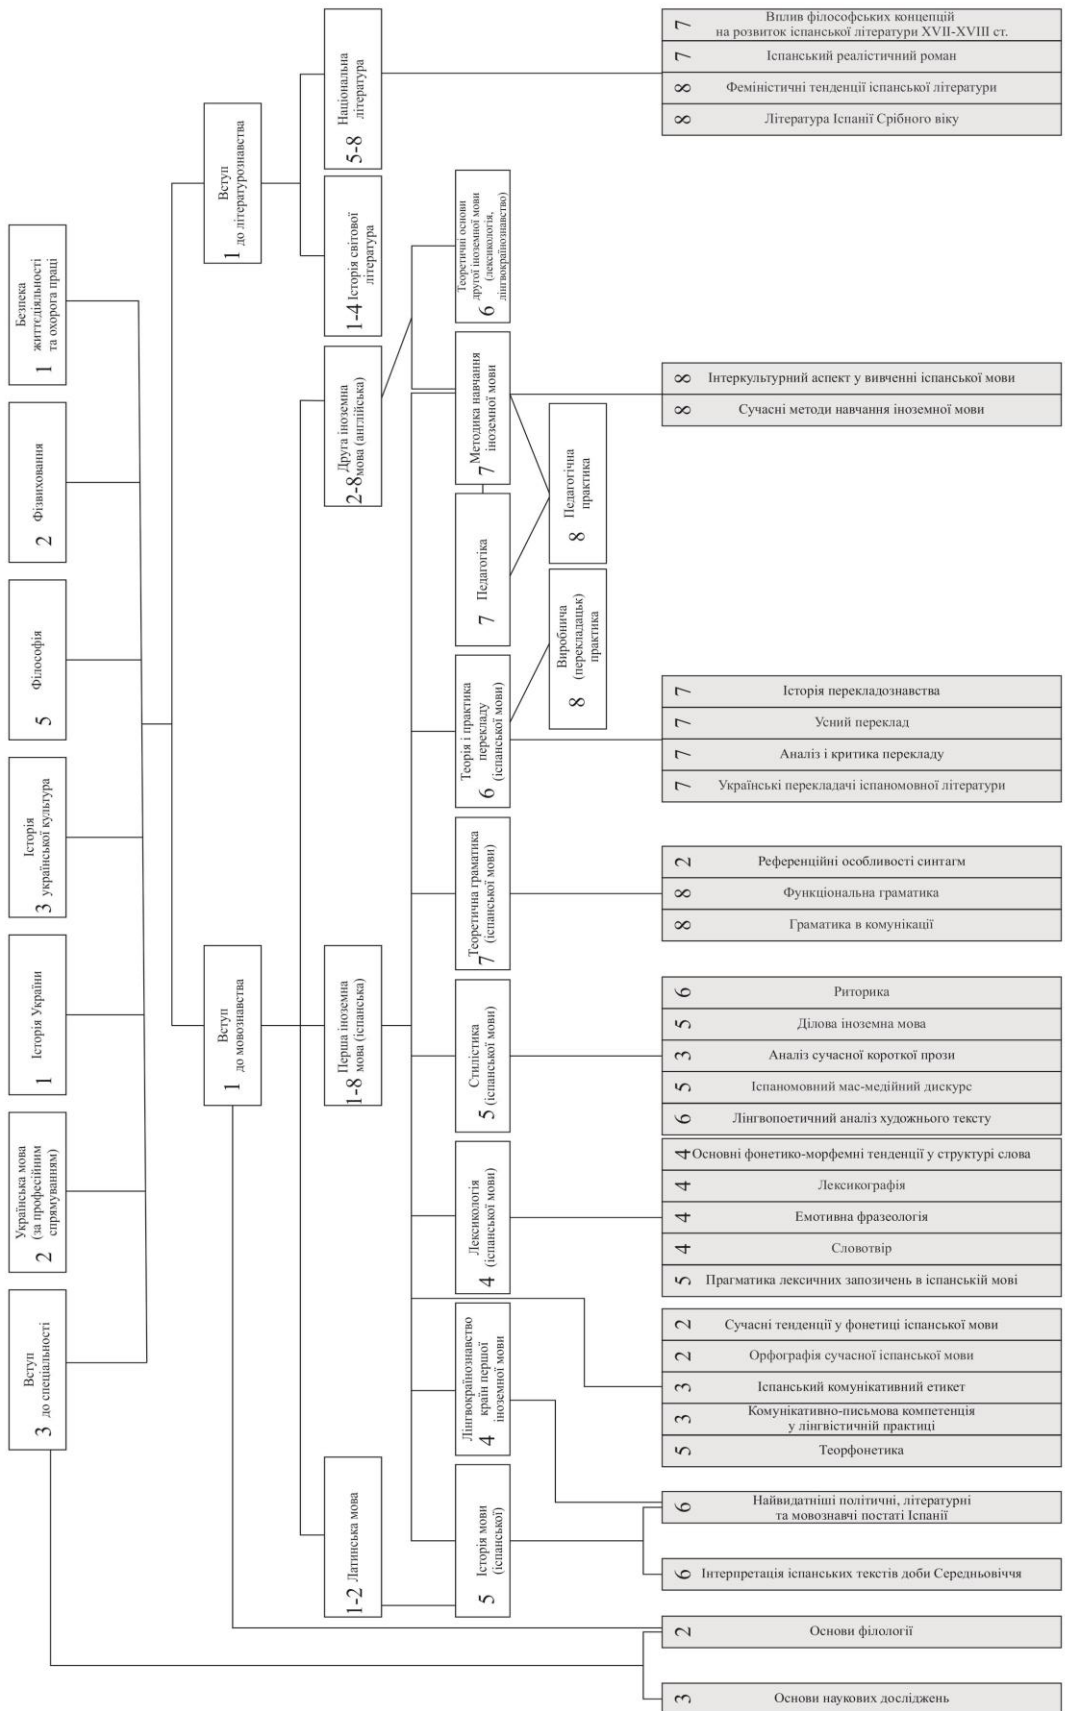 3
Вступ
до спеціальності
2
Українська мова
(за професійним
спрямуванням)
1
Історія України
3
Історія
української культура
5
Філософія
2
Фізвиховання
1
Безпека
життєдіяльності
та охорога праці
1
Вступ
до мовознавства
1
Вступ
до літературознавства
1-2 Латинська мова
1-8
Перша іноземна
мова (іспанська)
2-8
Друга іноземна
мова (англійська)
1-4
Історія світової
література
5-8
Національна
література
5
Історія мови
(іспанської)
4
Лінгвокраїнознавство
країн першої
іноземної мови
4
Лексикологія
(іспанської мови)
5
Стилістика
(іспанської мови)
7
Теоретична граматика
(іспанської мови)
6
Теорія і практика
перекладу
(іспанської мови)
7
Педагогіка
7
Методика навчання
іноземної мови
6
Теоретичні основи
другої іноземної мови
(лексикологія,
лінгвокраїнознавство)
8
Виробнича
(перекладацьк)
практика
8
Педагогічна
практика
7
Вплив філософських концепцій
на розвиток іспанської літератури XVII-XVIII ст.
7
Іспанський реалістичний роман
8
Феміністичні тенденції іспанської літератури
8
Література Іспанії Срібного віку
8
Інтеркультурний аспект у вивченні іспанської мови
8
Сучасні методи навчання іноземної мови
7
Історія перекладознавства
7
Усний переклад
7
Аналіз і критика перекладу
7
Українські перекладачі іспаномовної літератури
2
Референційні особливості синтагм
8
Функціональна граматика
8
Граматика в комунікації
6
Риторика
5
Ділова іноземна мова
3
Аналіз сучасної короткої прози
5
Іспаномовний мас-медійний дискурс
6
Лінгвопоетичний аналіз художнього тексту
4
Основні фонетико-морфемні тенденції у структурі слова
4
Лексикографія
4
Емотивна фразеологія
4
Словотвір
5
Прагматика лексичних запозичен в іспанській мові
2
Сучасні тенденції у фонетиці іспанської мови
2
Орфографія сучасної іспанської мови
3
Іспанський комунікативний етикет
3
Комунікативно-письмова компетенція
у лінгвістичній практиці
5
Теорфонетика
6
Найвидатніші політичні, літературні
та мовознавчі постаті Іспанії
6
Інтерпретація іспанських текстів доби Середньовіччя
2
Основи філології
3
Основи наукових досліджень